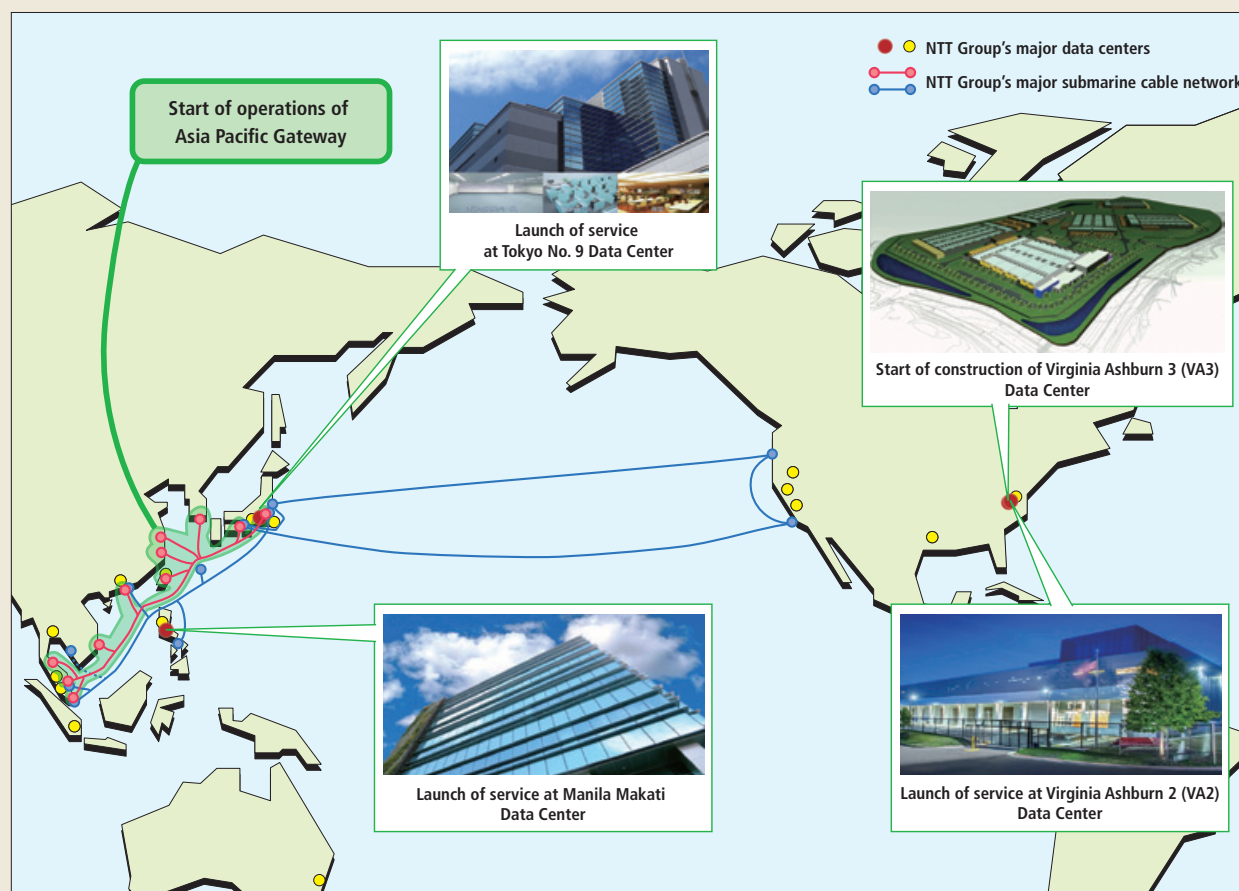 NTT Group's major data centers
NTT Group's major submarine cable network
Start of operations of
Asia Pacific Gateway
Launch of service
at Tokyo No. 9 Data Center
Start of construction of Virginia Ashburn 3 (VA3)
Data Center
Launch of service at Manila Makati
Data Center
Launch of service at Virginia Ashburn 2 (VA2)
Data Center